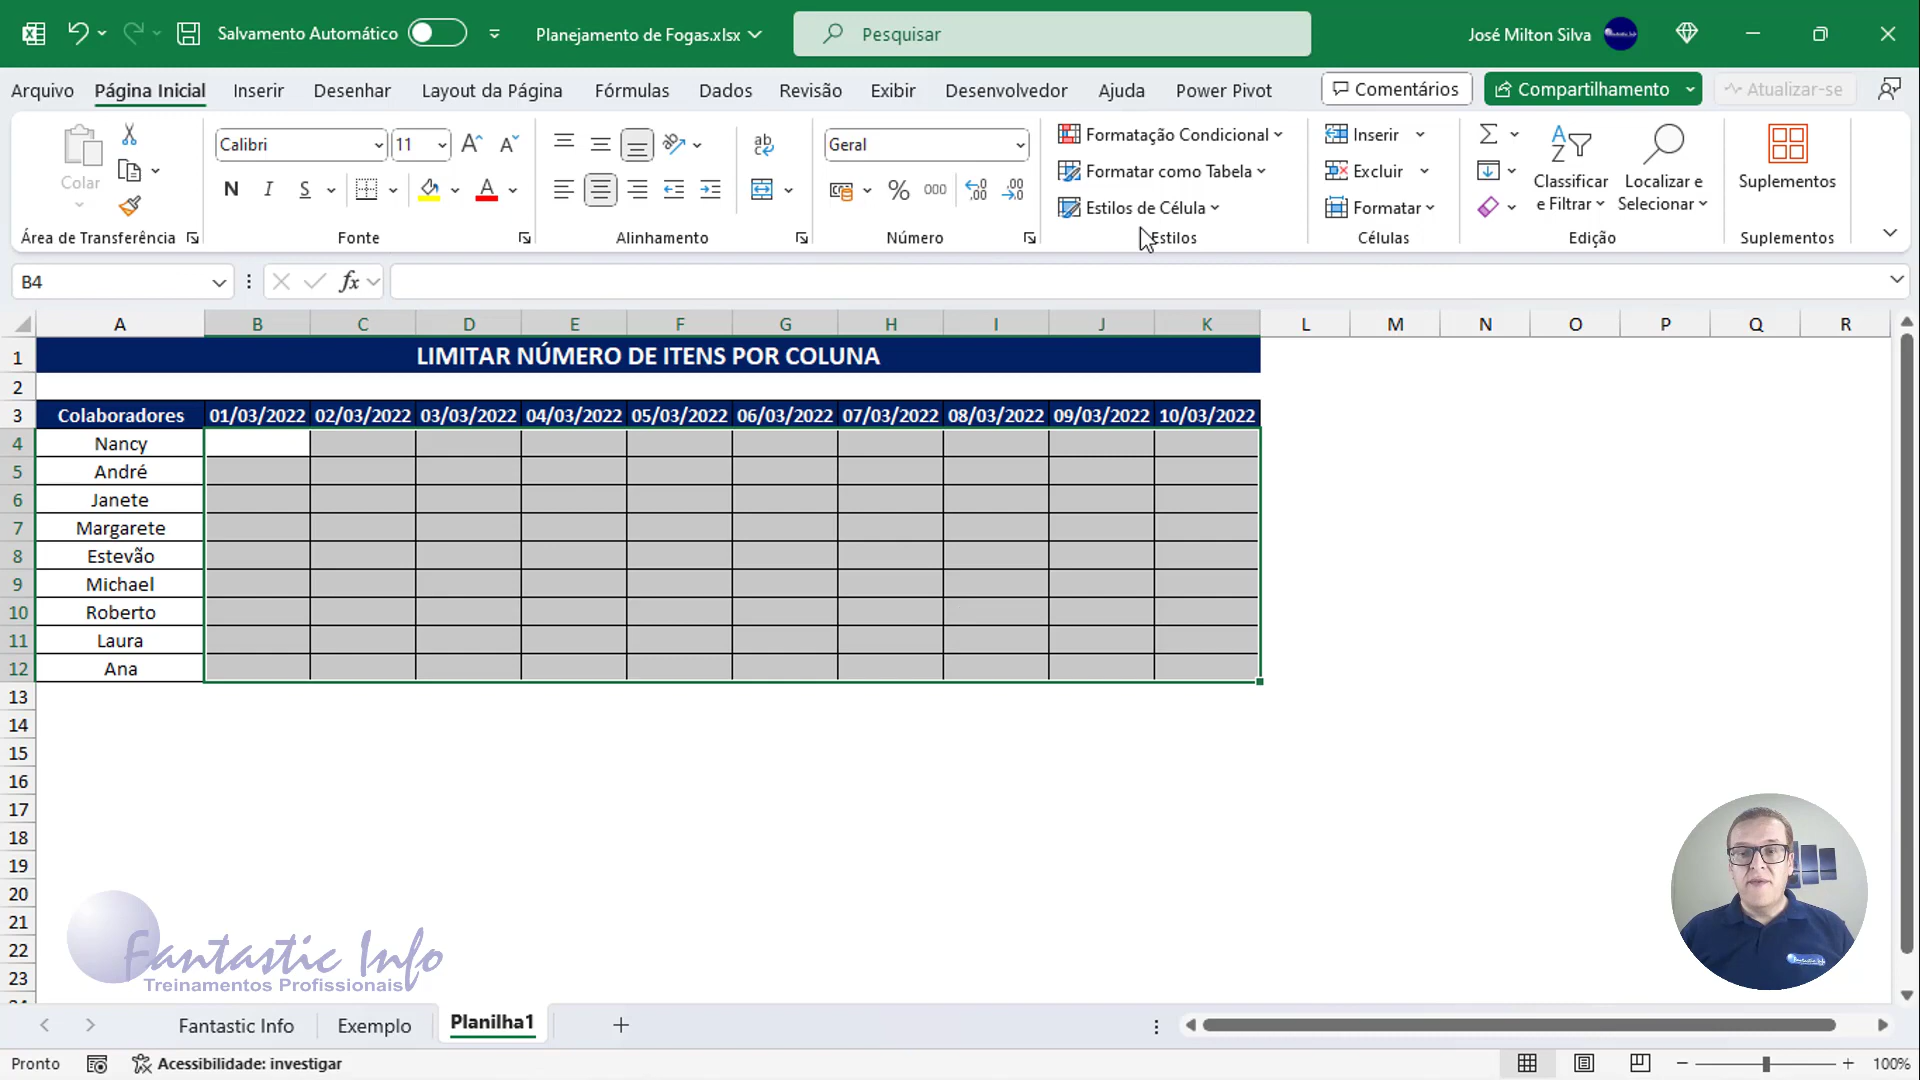 Salvamento Automático
Planejamento de Fogas.xlsx
Pesquisar
José Milton Silva
Arquivo
Página Inicial
Inserir
Desenhar
Layout da Página
Fórmulas
Dados
Revisão
Exibir
Desenvolvedor
Ajuda
Power Pivot
Comentários
Compartilhamento
Atualizar-se
Colar
Área de Transferência
Calibri
11
N
I
S
Fonte
Alinhamento
Geral
% 000
Número
Formatação Condicional
Formatar como Tabela
Estilos de Célula
Estilos
Inserir
Excluir
Formatar
Células
Classificar
e Filtrar
Localizar e
Selecionar
Edição
Suplementos
Suplementos
B4
fx
A B C D E F G H I J K L M N O P Q R
1 LIMITAR NÚMERO DE ITENS POR COLUNA
2
3 Colaboradores 01/03/2022 02/03/2022 03/03/2022 04/03/2022 05/03/2022 06/03/2022 07/03/2022 08/03/2022 09/03/2022 10/03/2022
4 Nancy
5 André
6 Janete
7 Margarete
8 Estevão
9 Michael
10 Roberto
11 Laura
12 Ana
13
14
15
16
17
18
19
20
21
22
23
Fantastic Info
Treinamentos Profissionais
Fantastic Info
Exemplo
Planilha1
Pronto
Acessibilidade: investigar
100%